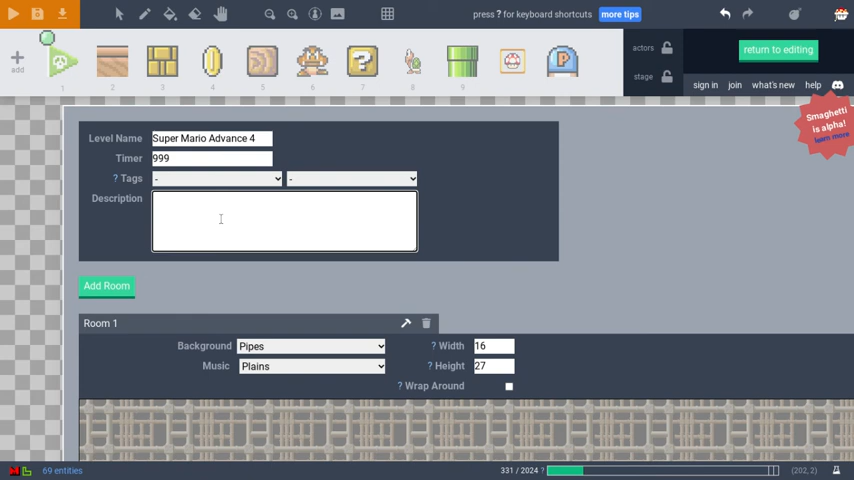 press ? for keyboard shortcuts more tips
add 1 2 3 4 5 6 7 8 9
actors
stage
return to editing
sign in join what's new help
Smaghetti
is alpha!
learn more
Level Name Super Mario Advance 4
Timer 999
? Tags - -
Description
Add Room
Room 1
Background Pipes ? Width 16
Music Plains ? Height 27
? Wrap Around
69 entities 331 / 2024 ? (202, 2)